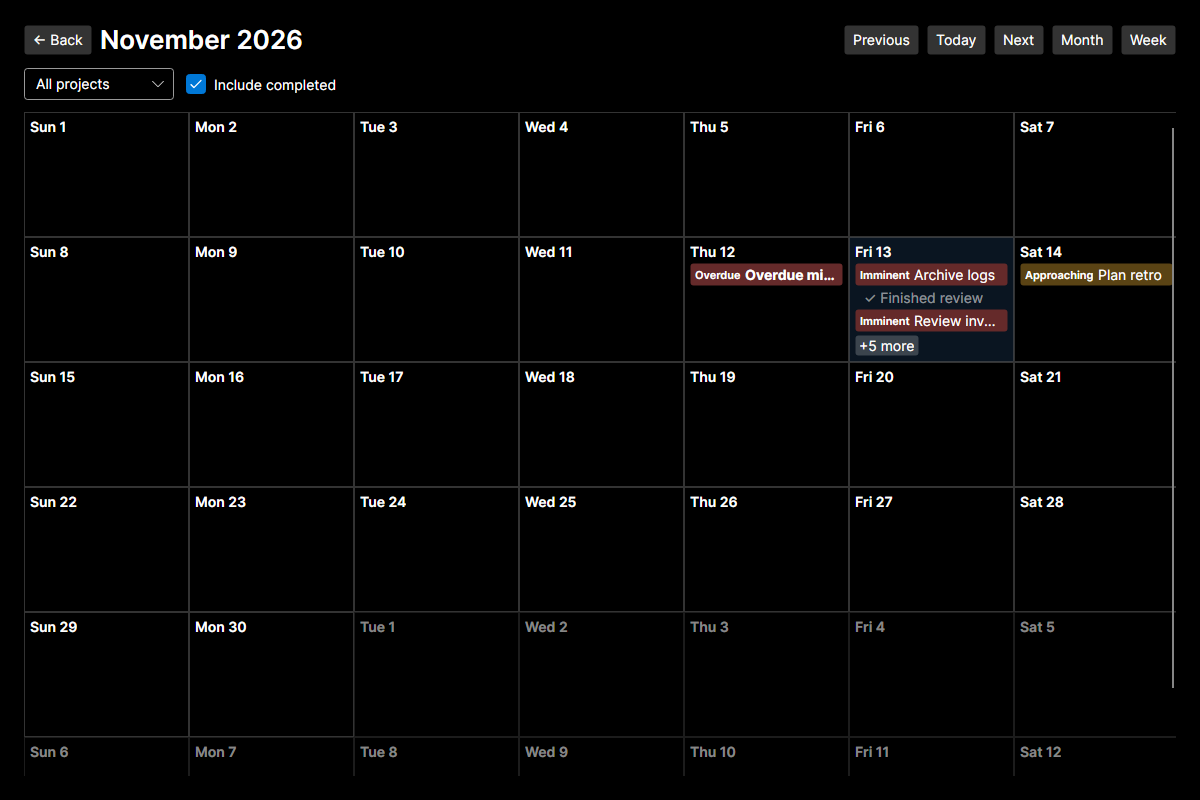 ← Back November 2026 Previous Today Next Month Week
All projects Include completed
Sun 1 Mon 2 Tue 3 Wed 4 Thu 5 Fri 6 Sat 7
Sun 8 Mon 9 Tue 10 Wed 11 Thu 12 Fri 13 Sat 14
Overdue Overdue mi... Imminent Archive logs Approaching Plan retro
✓ Finished review
Imminent Review inv...
+5 more
Sun 15 Mon 16 Tue 17 Wed 18 Thu 19 Fri 20 Sat 21
Sun 22 Mon 23 Tue 24 Wed 25 Thu 26 Fri 27 Sat 28
Sun 29 Mon 30 Tue 1 Wed 2 Thu 3 Fri 4 Sat 5
Sun 6 Mon 7 Tue 8 Wed 9 Thu 10 Fri 11 Sat 12